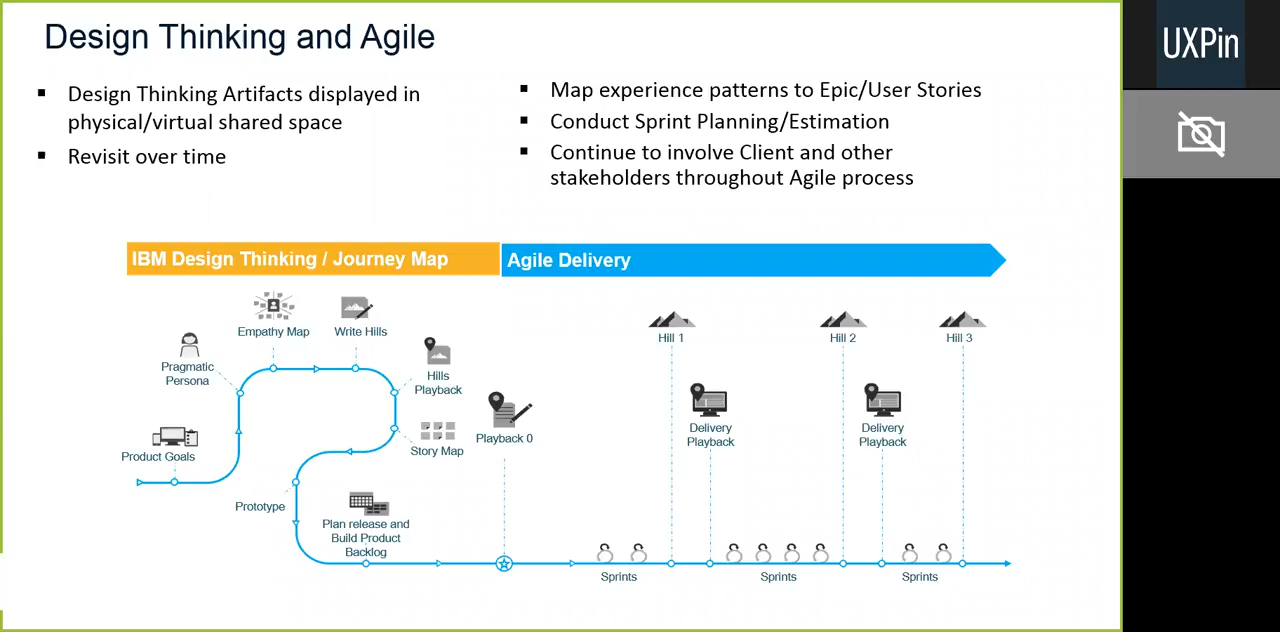 Design Thinking and Agile
UXPin
Design Thinking Artifacts displayed in
physical/virtual shared space
Revisit over time
Map experience patterns to Epic/User Stories
Conduct Sprint Planning/Estimation
Continue to involve Client and other
stakeholders throughout Agile process
IBM Design Thinking / Journey Map
Agile Delivery
Product Goals
Pragmatic
Persona
Empathy Map
Write Hills
Hills
Playback
Story Map
Prototype
Plan release and
Build Product
Backlog
Playback 0
Sprints
Hill 1
Delivery
Playback
Sprints
Hill 2
Delivery
Playback
Sprints
Hill 3